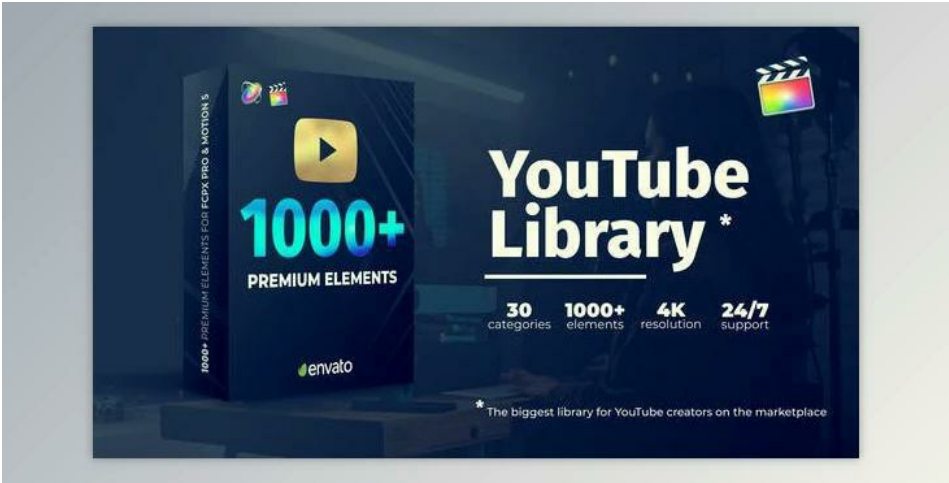 1000+ PREMIUM ELEMENTS FOR FCPX PRO & MOTION 5
1000+
PREMIUM ELEMENTS
envato
YouTube
Library *
30 categories
1000+ elements
4K resolution
24/7 support
* The biggest library for YouTube creators on the marketplace